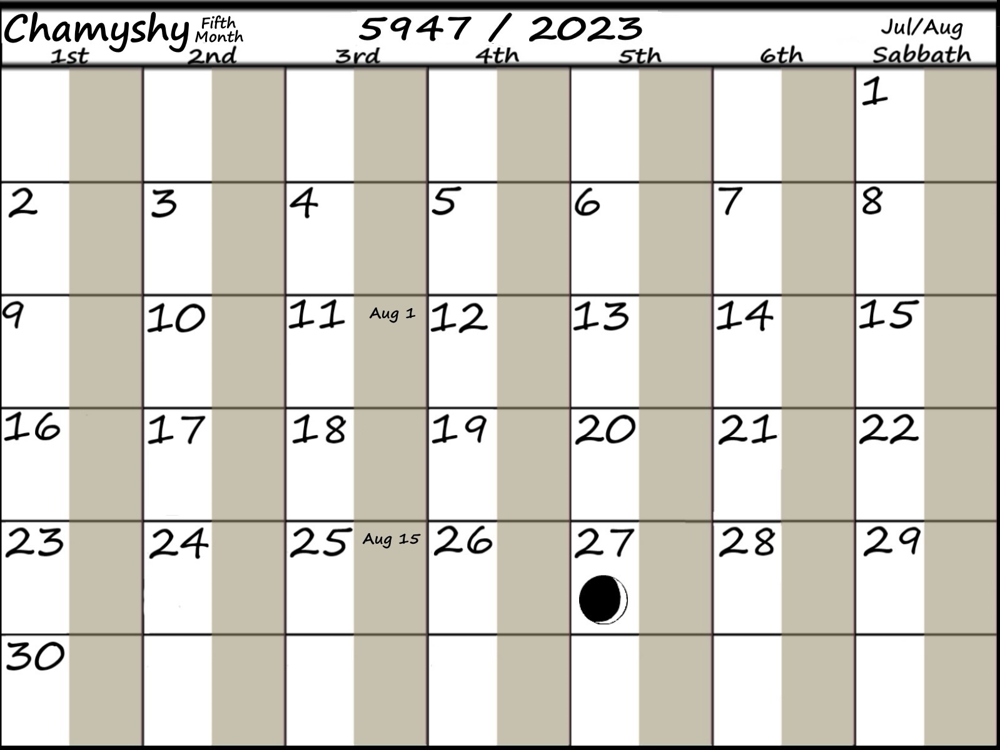 Chamyshy Fifth Month 5947 / 2023 Jul/Aug
1st 2nd 3rd 4th 5th 6th Sabbath
1
2 3 4 5 6 7 8
9 10 11 Aug 1 12 13 14 15
16 17 18 19 20 21 22
23 24 25 Aug 15 26 27 28 29
30